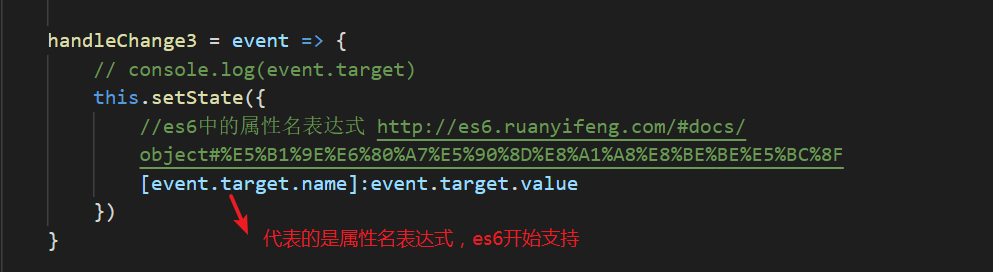 handleChange3 = event => {
// console.log(event.target)
this.setState({
//es6中的属性名表达式 http://es6.ruanyifeng.com/#docs/
object#%E5%B1%9E%E6%80%A7%E5%90%8D%E8%A1%A8%E8%BE%BE%E5%BC%8F
[event.target.name]:event.target.value
})
代表的是属性名表达式，es6开始支持
}